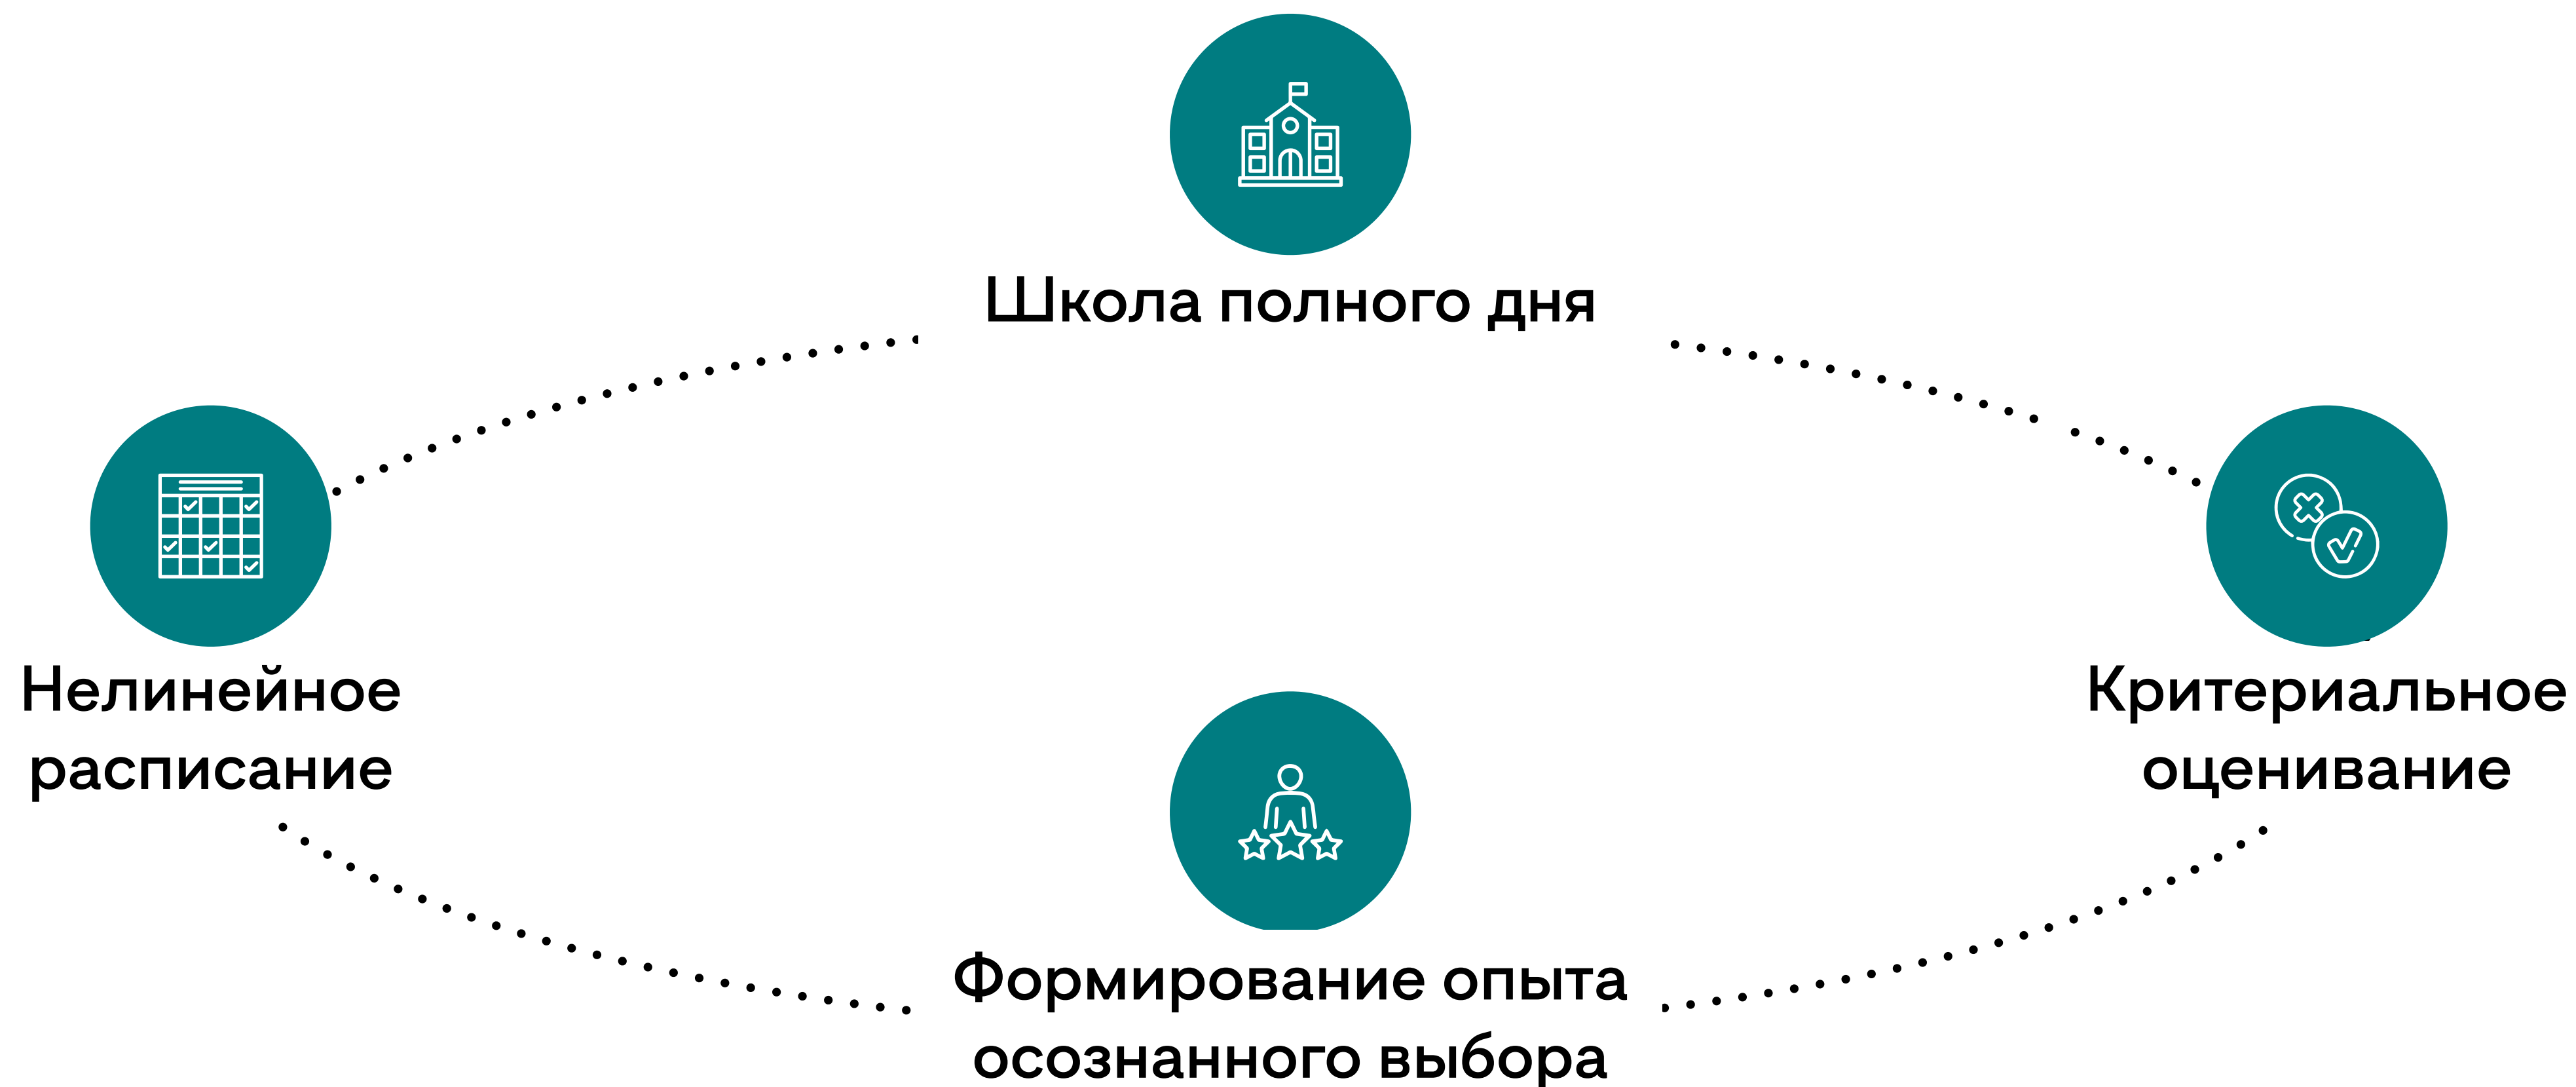 Школа полного дня
Нелинейное
расписание
Критериальное
оценивание
Формирование опыта
осознанного выбора